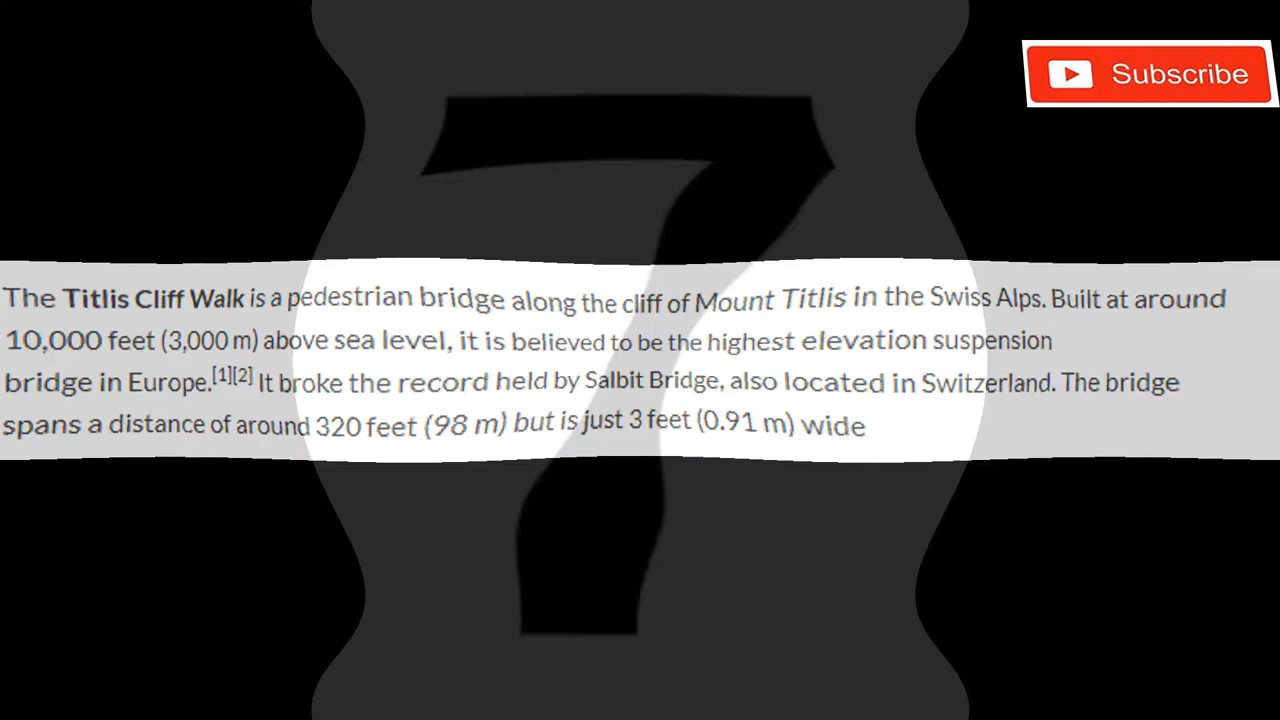 7
Subscribe
The Titlis Cliff Walk is a pedestrian bridge along the cliff of Mount Titlis in the Swiss Alps. Built at around
10,000 feet (3,000 m) above sea level, it is believed to be the highest elevation suspension
bridge in Europe.[1][2] It broke the record held by Salbit Bridge, also located in Switzerland. The bridge
spans a distance of around 320 feet (98 m) but is just 3 feet (0.91 m) wide